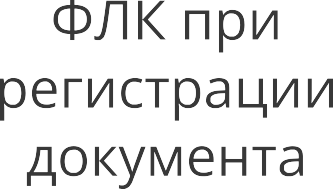 ФЛК при
регистрации
документа